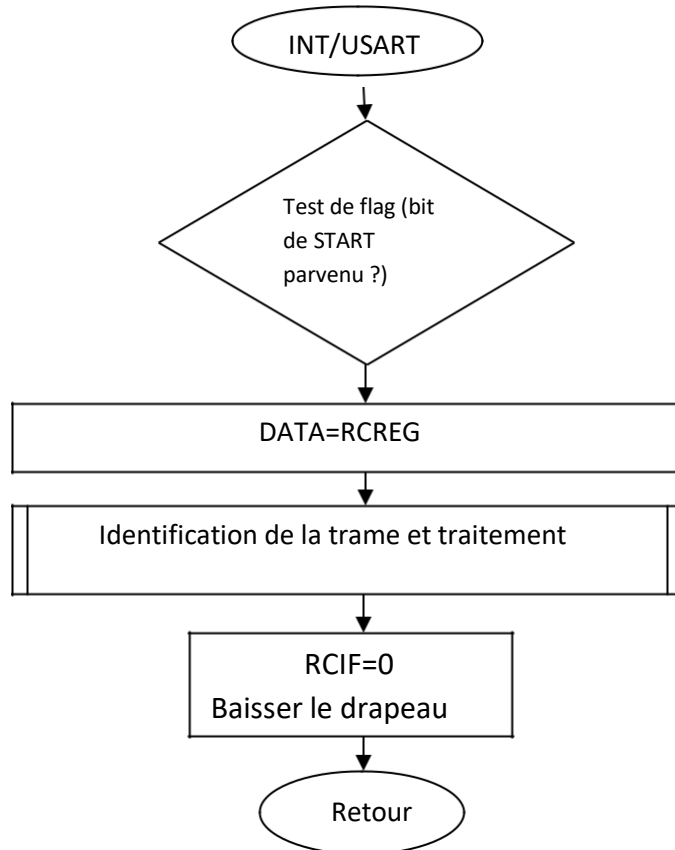 INT/USART
Test de flag (bit
de START
parvenu ?)
DATA=RCREG
Identification de la trame et traitement
RCIF=0
Baisser le drapeau
Retour